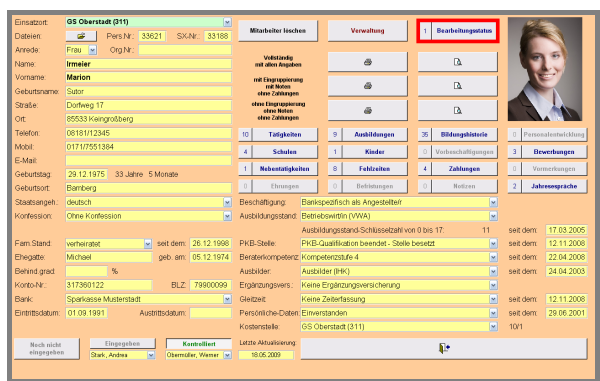 Einsatzort: GS Oberstadt (311) Mitarbeiter löschen Verwaltung 1 Bearbeitungsstatus
Dateien: Pers.Nr.: 33621 SX-Nr.: 33188
Anrede: Frau Org.Nr.:
Name: Irmeier Vollständig mit allen Angaben
Vorname: Marion mit Eingruppierung mit Noten ohne Zahlungen
Geburtsname: Sutor
Straße: Dorfweg 17 ohne Eingruppierung ohne Noten ohne Zahlungen
Ort: 85533 Keingroßberg
Telefon: 08181/12345 10 Tätigkeiten 9 Ausbildungen 35 Bildungshistorie 0 Personalentwicklung
Mobil: 0171/7551384 4 Schulen 1 Kinder 0 Vorbeschäftigungen 3 Bewerbungen
E-Mail: 1 Nebentätigkeiten 8 Fehlzeiten 4 Zahlungen 0 Vormerkungen
Geburtstag: 29.12.1975 33 Jahre 5 Monate
Geburtsort: Bamberg 0 Ehrungen 0 Befristungen 0 Notizen 2 Jahresespräche
Staatsangeh.: deutsch Beschäftigung: Bankspezifisch als Angestellte/r
Konfession: Ohne Konfession Ausbildungsstand: Betriebswirt/in (VWA)
Ausbildungsstand-Schlüsselzahl von 0 bis 17: 11 seit dem: 17.03.2005
Fam.Stand: verheiratet seit dem: 26.12.1998 PKB-Stelle: PKB-Qualifikation beendet - Stelle besetzt seit dem: 12.11.2008
Ehegatte: Michael geb. am: 05.12.1974 Beraterkompetenz: Kompetenzstufe 4 seit dem: 22.04.2008
Behind.grad: % Ausbilder: Ausbilder (IHK) seit dem: 24.04.2003
Konto-Nr.: 317360122 BLZ: 79900099 Ergänzungsvers.: Keine Ergänzungsversicherung
Bank: Sparkasse Musterstadt Gleitzeit: Keine Zeiterfassung seit dem: 12.11.2008
Eintrittsdatum: 01.09.1991 Austrittsdatum: Persönliche-Daten: Einverstanden seit dem: 29.06.2001
Kostenstelle: GS Oberstadt (311) 10/1
Noch nicht eingegeben Eingegeben Kontrolliert Letzte Aktualisierung:
Stark, Andrea Obermüller, Werner 18.05.2009